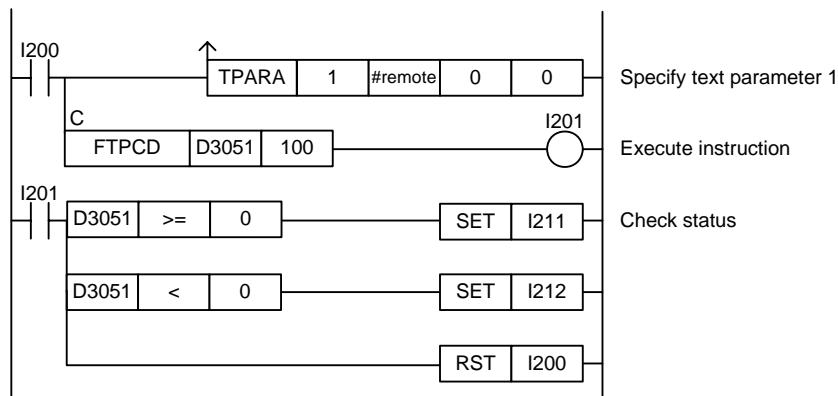 I200
TPARA 1 #remote 0 0 Specify text parameter 1
C
I201
FTPCD D3051 100 Execute instruction
I201
D3051 >= 0 SET I211 Check status
D3051 < 0 SET I212
RST I200